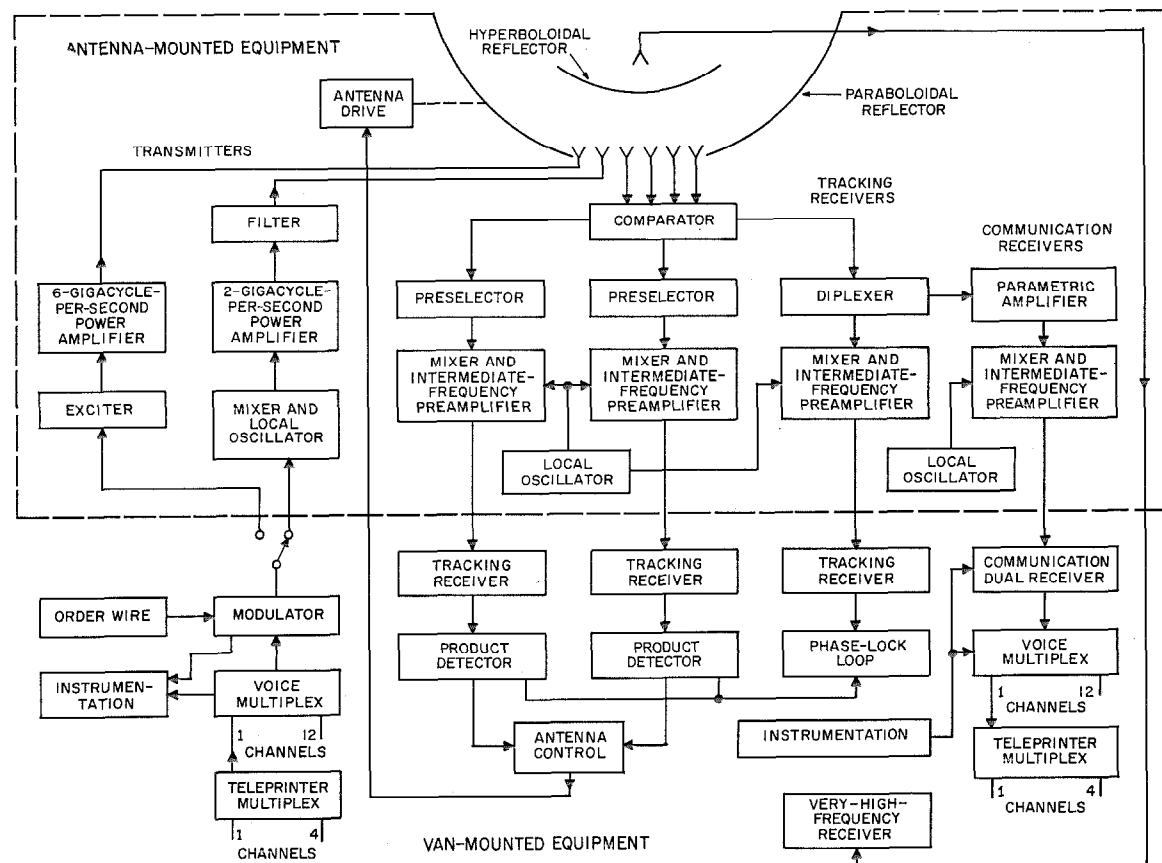 ANTENNA-MOUNTED EQUIPMENT
HYPERBOLOIDAL
REFLECTOR
PARABOLOIDAL
REFLECTOR
ANTENNA
DRIVE
TRANSMITTERS
TRACKING
RECEIVERS
COMMUNICATION
RECEIVERS
FILTER
COMPARATOR
6-GIGACYCLE-
PER-SECOND
POWER
AMPLIFIER
2-GIGACYCLE-
PER-SECOND
POWER
AMPLIFIER
PRESELECTOR
PRESELECTOR
DIPLEXER
PARAMETRIC
AMPLIFIER
EXCITER
MIXER AND
LOCAL
OSCILLATOR
MIXER AND
INTERMEDIATE-
FREQUENCY
PREAMPLIFIER
MIXER AND
INTERMEDIATE-
FREQUENCY
PREAMPLIFIER
MIXER AND
INTERMEDIATE-
FREQUENCY
PREAMPLIFIER
MIXER AND
INTERMEDIATE-
FREQUENCY
PREAMPLIFIER
LOCAL
OSCILLATOR
LOCAL
OSCILLATOR
TRACKING
RECEIVER
TRACKING
RECEIVER
TRACKING
RECEIVER
COMMUNICATION
DUAL RECEIVER
ORDER WIRE
MODULATOR
PRODUCT
DETECTOR
PRODUCT
DETECTOR
PHASE-LOCK
LOOP
VOICE
MULTIPLEX
INSTRUMEN-
TATION
VOICE
MULTIPLEX
1 12
CHANNELS
1 12
CHANNELS
ANTENNA
CONTROL
INSTRUMENTATION
TELEPRINTER
MULTIPLEX
TELEPRINTER
MULTIPLEX
1 4
CHANNELS
1 4
CHANNELS
VERY-HIGH-
FREQUENCY
RECEIVER
VAN-MOUNTED EQUIPMENT